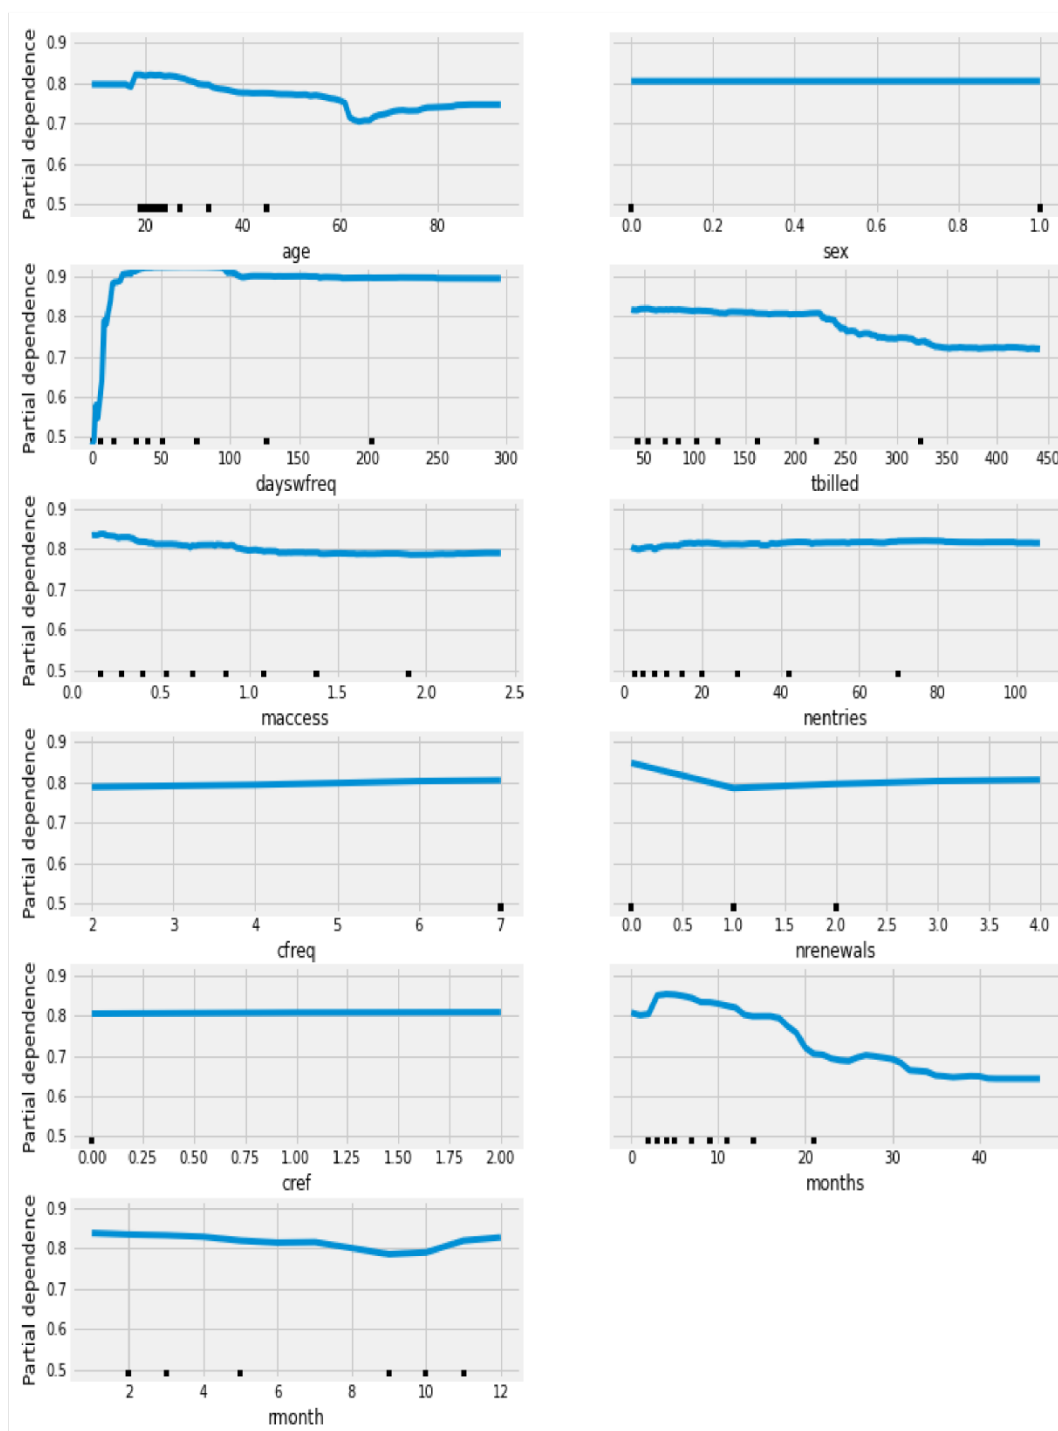 Partial dependence
0.9
0.8
0.7
0.6
0.5
20 40 60 80
age
0.0 0.2 0.4 0.6 0.8 1.0
sex
Partial dependence
0.9
0.8
0.7
0.6
0.5
0 50 100 150 200 250 300
dayswfreq
50 100 150 200 250 300 350 400 450
tbilled
Partial dependence
0.9
0.8
0.7
0.6
0.5
0.0 0.5 1.0 1.5 2.0 2.5
maccess
0 20 40 60 80 100
nentries
Partial dependence
0.9
0.8
0.7
0.6
0.5
2 3 4 5 6 7
cfreq
0.0 0.5 1.0 1.5 2.0 2.5 3.0 3.5 4.0
nrenewals
Partial dependence
0.9
0.8
0.7
0.6
0.5
0.00 0.25 0.50 0.75 1.00 1.25 1.50 1.75 2.00
cref
0 10 20 30 40
months
Partial dependence
0.9
0.8
0.7
0.6
0.5
2 4 6 8 10 12
rmonth